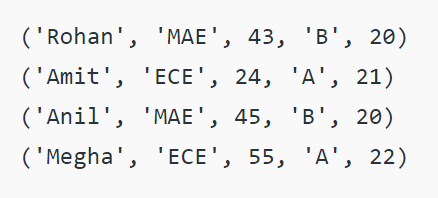 ('Rohan', 'MAE', 43, 'B', 20)
('Amit', 'ECE', 24, 'A', 21)
('Anil', 'MAE', 45, 'B', 20)
('Megha', 'ECE', 55, 'A', 22)